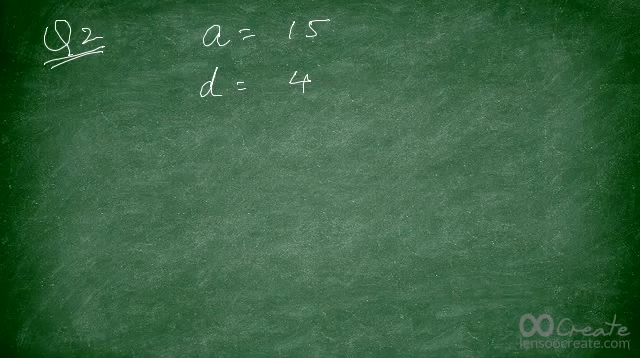 Q2 a = 15
d = 4
∞ Create
lensoocreate.com